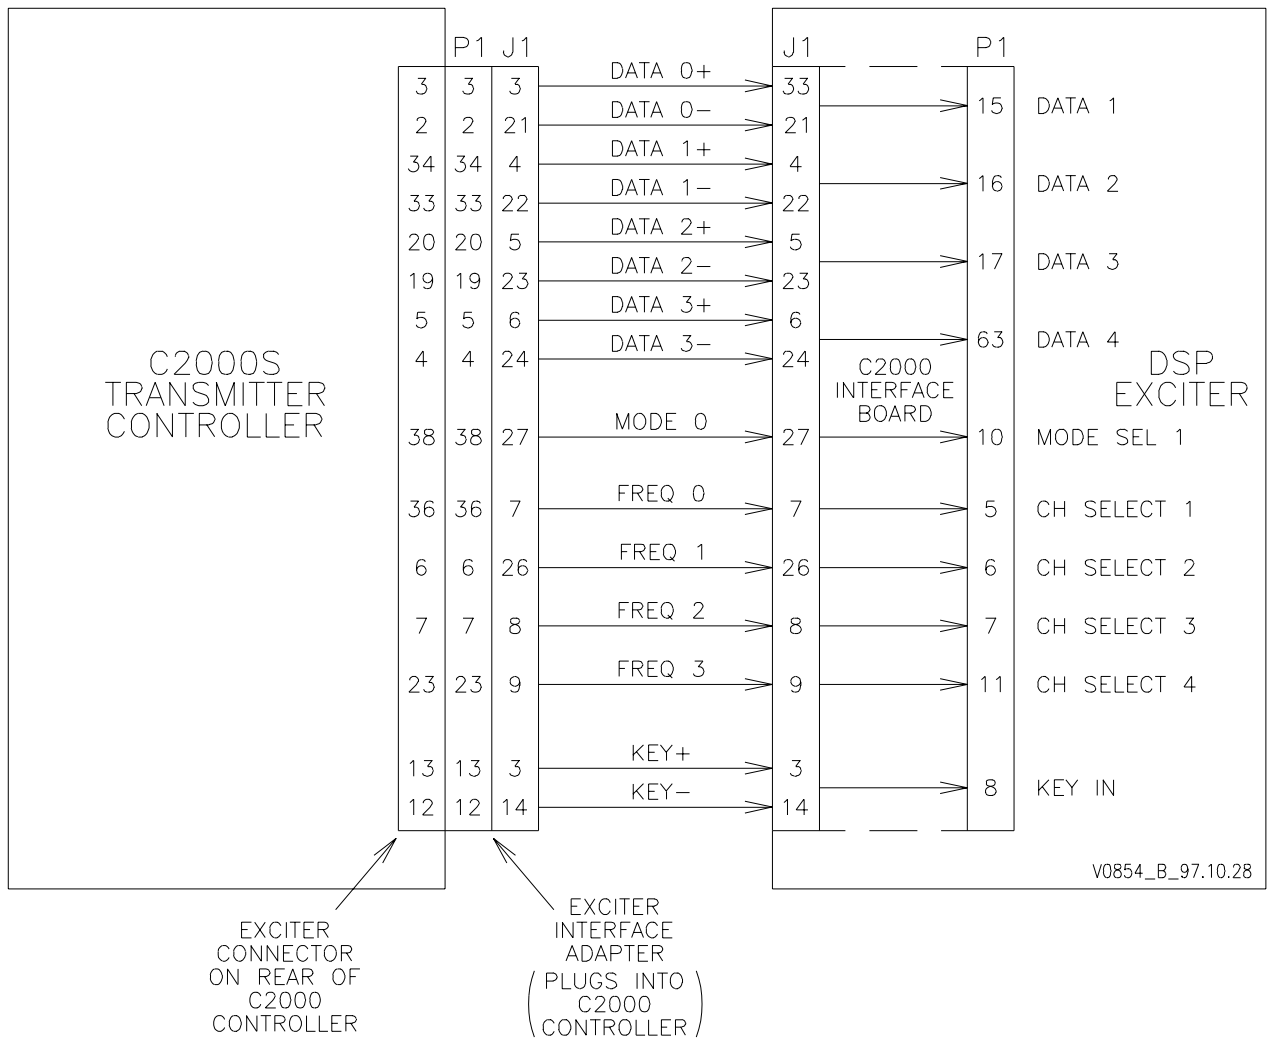 P1 J1 J1 P1
3 3 3 DATA 0+ 33
15 DATA 1
2 2 21 DATA 0− 21
34 34 4 DATA 1+ 4
16 DATA 2
33 33 22 DATA 1− 22
20 20 5 DATA 2+ 5
17 DATA 3
19 19 23 DATA 2− 23
5 5 6 DATA 3+ 6
63 DATA 4
4 4 24 DATA 3− 24
C2000S
TRANSMITTER
CONTROLLER
C2000
INTERFACE
BOARD
DSP
EXCITER
38 38 27 MODE 0 27 10 MODE SEL 1
36 36 7 FREQ 0 7 5 CH SELECT 1
6 6 26 FREQ 1 26 6 CH SELECT 2
7 7 8 FREQ 2 8 7 CH SELECT 3
23 23 9 FREQ 3 9 11 CH SELECT 4
13 13 3 KEY+ 3
8 KEY IN
12 12 14 KEY− 14
V0854_B_97.10.28
EXCITER
CONNECTOR
ON REAR OF
C2000
CONTROLLER
EXCITER
INTERFACE
ADAPTER
(PLUGS INTO
C2000
CONTROLLER)